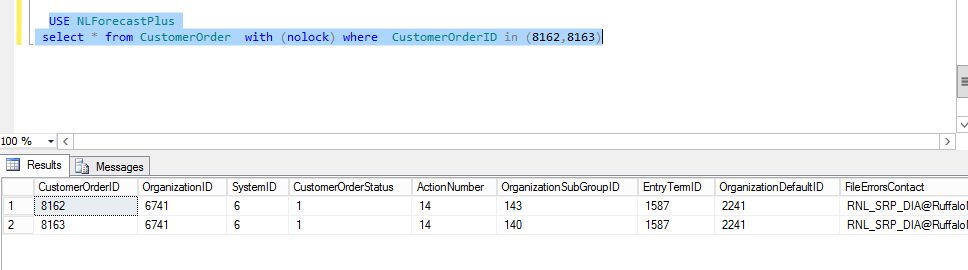 USE NLForecastPlus
select * from CustomerOrder with (nolock) where CustomerOrderID in (8162,8163)
100 %
Results Messages
CustomerOrderID OrganizationID SystemID CustomerOrderStatus ActionNumber OrganizationSubGroupID EntryTermID OrganizationDefaultID FileErrorsContact
1 8162 6741 6 1 14 143 1587 2241 RNL_SRP_DIA@Ruffalo
2 8163 6741 6 1 14 140 1587 2241 RNL_SRP_DIA@Ruffalo